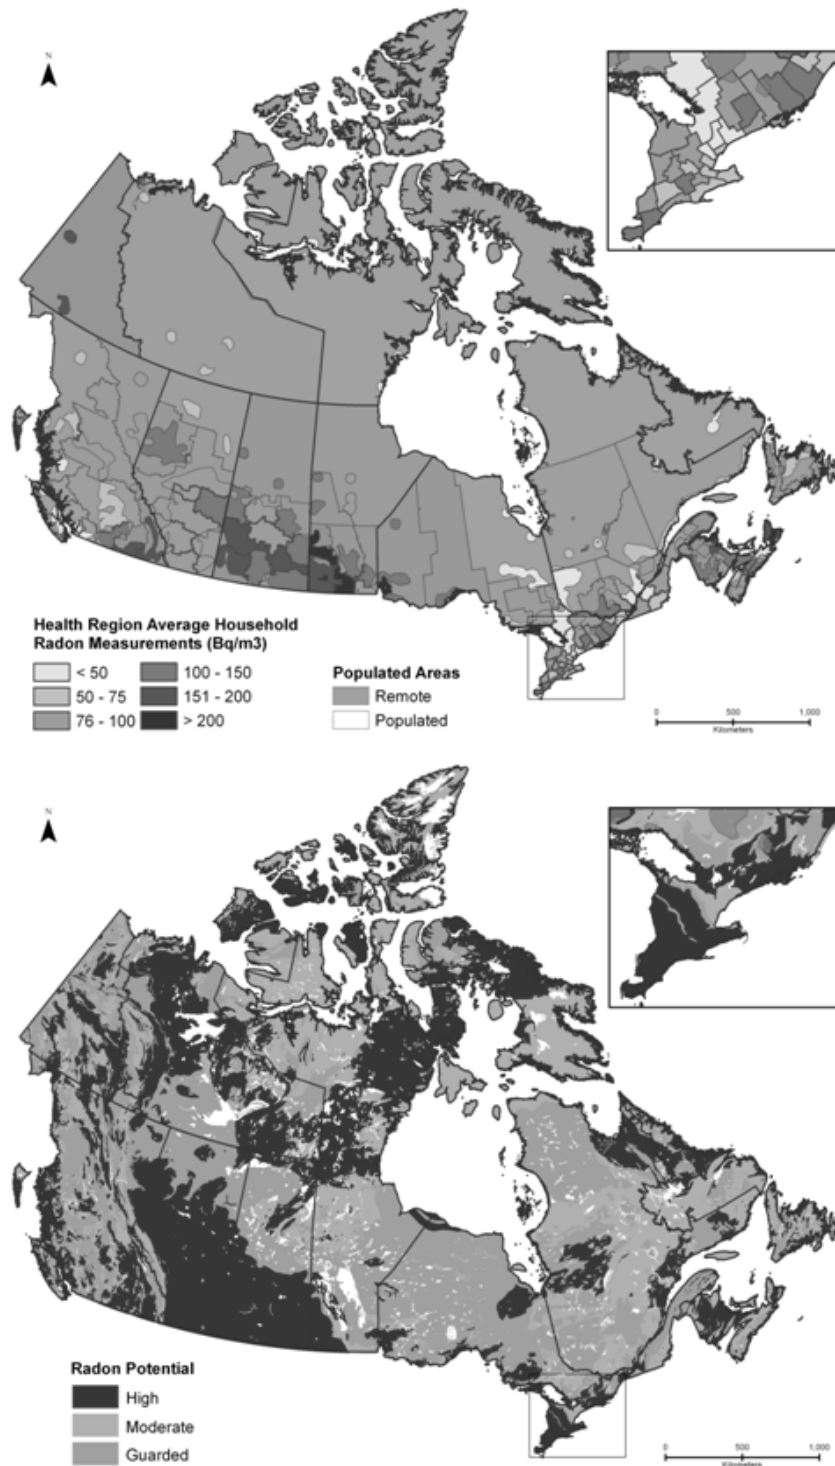 N
Health Region Average Household
Radon Measurements (Bq/m3)
< 50
100 - 150
50 - 75
151 - 200
76 - 100
> 200
Populated Areas
Remote
Populated
0 500 1,000
Kilometers
N
Radon Potential
High
Moderate
Guarded
0 500 1,000
Kilometers